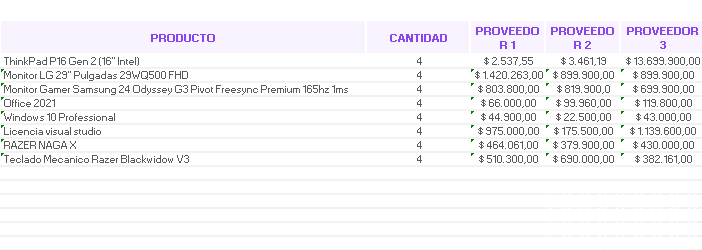 PRODUCTO CANTIDAD PROVEEDO PROVEEDO PROVEEDOR
R 1 R 2 3
ThinkPad P16 Gen 2 (16" Intel) 4 $ 2.537,55 $ 3.461,19 $ 13.699.900,00
Monitor LG 29" Pulgadas 29WQ500 FHD 4 $ 1.420.263,00 $ 899.900,00 $ 899.900,00
Monitor Gamer Samsung 24 Odyssey G3 Pivot Freesync Premium 165hz 1ms 4 $ 803.800,00 $ 819.900,0 $ 699.900,00
Office 2021 4 $ 66.000,00 $ 99.960,00 $ 119.800,00
Windows 10 Professional 4 $ 44.900,00 $ 22.500,00 $ 43.000,00
Licencia visual studio 4 $ 975.000,00 $ 175.500,00 $ 1.139.600,00
RAZER NAGA X 4 $ 464.061,00 $ 379.900,00 $ 430.000,00
Teclado Mecanico Razer Blackwidow V3 4 $ 510.300,00 $ 690.000,00 $ 382.161,00